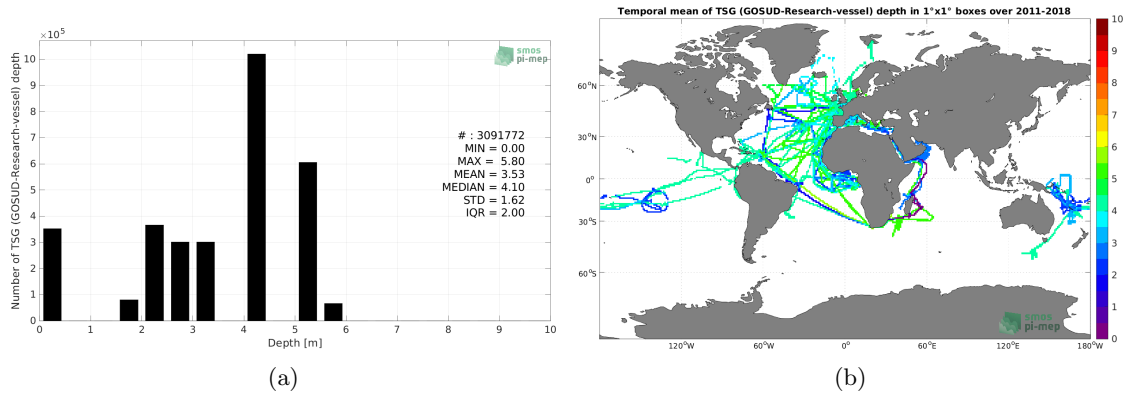 ×10⁵
10
9
8
7
6
5
4
3
2
1
0
Number of TSG (GOSUD-Research-vessel) depth
smos
pi-mep
# : 3091772
MIN = 0.00
MAX = 5.80
MEAN = 3.53
MEDIAN = 4.10
STD = 1.62
IQR = 2.00
0 1 2 3 4 5 6 7 8 9 10
Depth [m]
(a)
Temporal mean of TSG (GOSUD-Research-vessel) depth in 1°x1° boxes over 2011-2018
60°N
30°N
0°
30°S
60°S
120°W 60°W 0° 60°E 120°E 180°W
smos
pi-mep
10
9
8
7
6
5
4
3
2
1
0
(b)